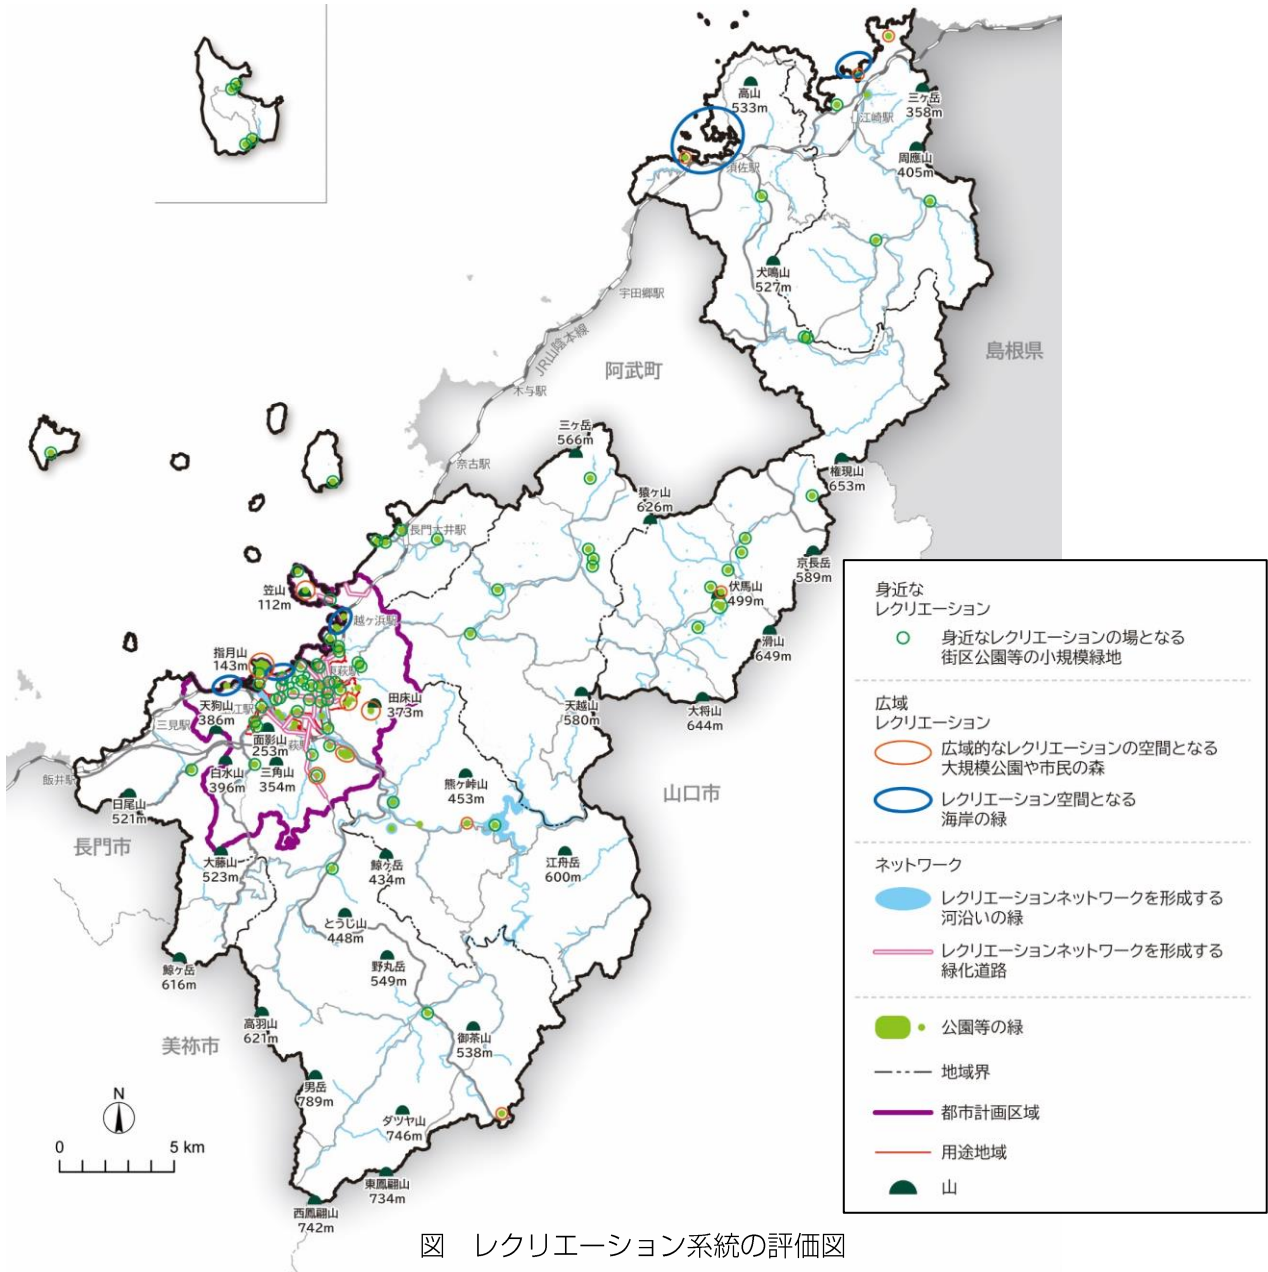 高山
533m
三ヶ岳
358m
江崎駅
周應山
405m
須佐駅
犬鳴山
527m
宇田郷駅
JR山陰本線
島根県
阿武町
木与駅
三ヶ岳
566m
奈古駅
権現山
653m
猿ヶ山
626m
長門大井駅
京長岳
589m
笠山
112m
伏馬山
499m
越ヶ浜駅
滑山
649m
指月山
143m
東萩駅
田床山
373m
天狗山
386m
玉江駅
天越山
580m
大将山
644m
三見駅
面影山
253m
萩駅
飯井駅
白水山
396m
三角山
354m
熊ヶ峠山
453m
山口市
日尾山
521m
長門市
大藤山
523m
鯨ヶ岳
434m
江舟岳
600m
とうじ山
448m
鯨ヶ岳
616m
野丸岳
549m
高羽山
621m
御茶山
538m
美祢市
男岳
789m
ダツヤ山
746m
東鳳翩山
734m
西鳳翩山
742m
N
0 5 km
身近な
レクリエーション
身近なレクリエーションの場となる
街区公園等の小規模緑地
広域
レクリエーション
広域的なレクリエーションの空間となる
大規模公園や市民の森
レクリエーション空間となる
海岸の緑
ネットワーク
レクリエーションネットワークを形成する
河沿いの緑
レクリエーションネットワークを形成する
緑化道路
公園等の緑
地域界
都市計画区域
用途地域
山
図 レクリエーション系統の評価図